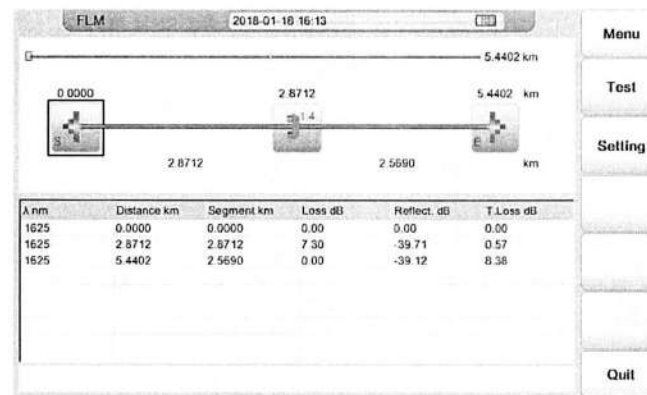 FLM 2018-01-16 16:13
Menu
5.4402 km
Test
0.0000 2.8712 5.4402 km
1:4
S E
Setting
2.8712 2.5690 km
λ nm Distance km Segment km Loss dB Reflect. dB T.Loss dB
1625 0.0000 0.0000 0.00 0.00 0.00
1625 2.8712 2.8712 7.30 -39.71 0.57
1625 5.4402 2.5690 0.00 -39.12 8.38
Quit